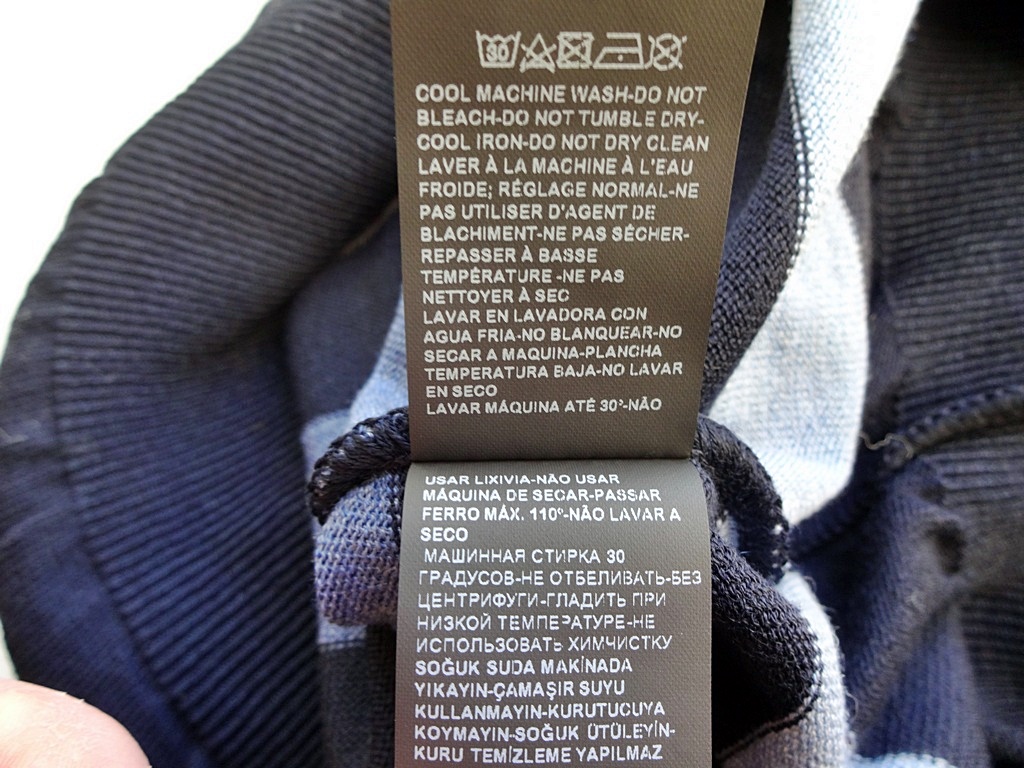 30
COOL MACHINE WASH-DO NOT
BLEACH-DO NOT TUMBLE DRY-
COOL IRON-DO NOT DRY CLEAN
LAVER À LA MACHINE À L'EAU
FROIDE; RÉGLAGE NORMAL-NE
PAS UTILISER D'AGENT DE
BLACHIMENT-NE PAS SÉCHER-
REPASSER À BASSE
TEMPÉRATURE -NE PAS
NETTOYER À SEC
LAVAR EN LAVADORA CON
AGUA FRIA-NO BLANQUEAR-NO
SECAR A MAQUINA-PLANCHA
TEMPERATURA BAJA-NO LAVAR
EN SECO
LAVAR MÁQUINA ATÉ 30°-NÃO
USAR LIXIVIA-NÃO USAR
MÁQUINA DE SECAR-PASSAR
FERRO MÁX. 110°-NÃO LAVAR A
SECO
МАШИННАЯ СТИРКА 30
ГРАДУСОВ-НЕ ОТБЕЛИВАТЬ-БЕЗ
ЦЕНТРИФУГИ-ГЛАДИТЬ ПРИ
НИЗКОЙ ТЕМПЕРАТУРЕ-НЕ
ИСПОЛЬЗОВАТЬ ХИМЧИСТКУ
SOĞUK SUDA MAKİNADA
YIKAYIN-ÇAMAŞIR SUYU
KULLANMAYIN-KURUTUCUYA
KOYMAYIN-SOĞUK ÜTÜLEYİN-
KURU TEMİZLEME YAPILMAZ